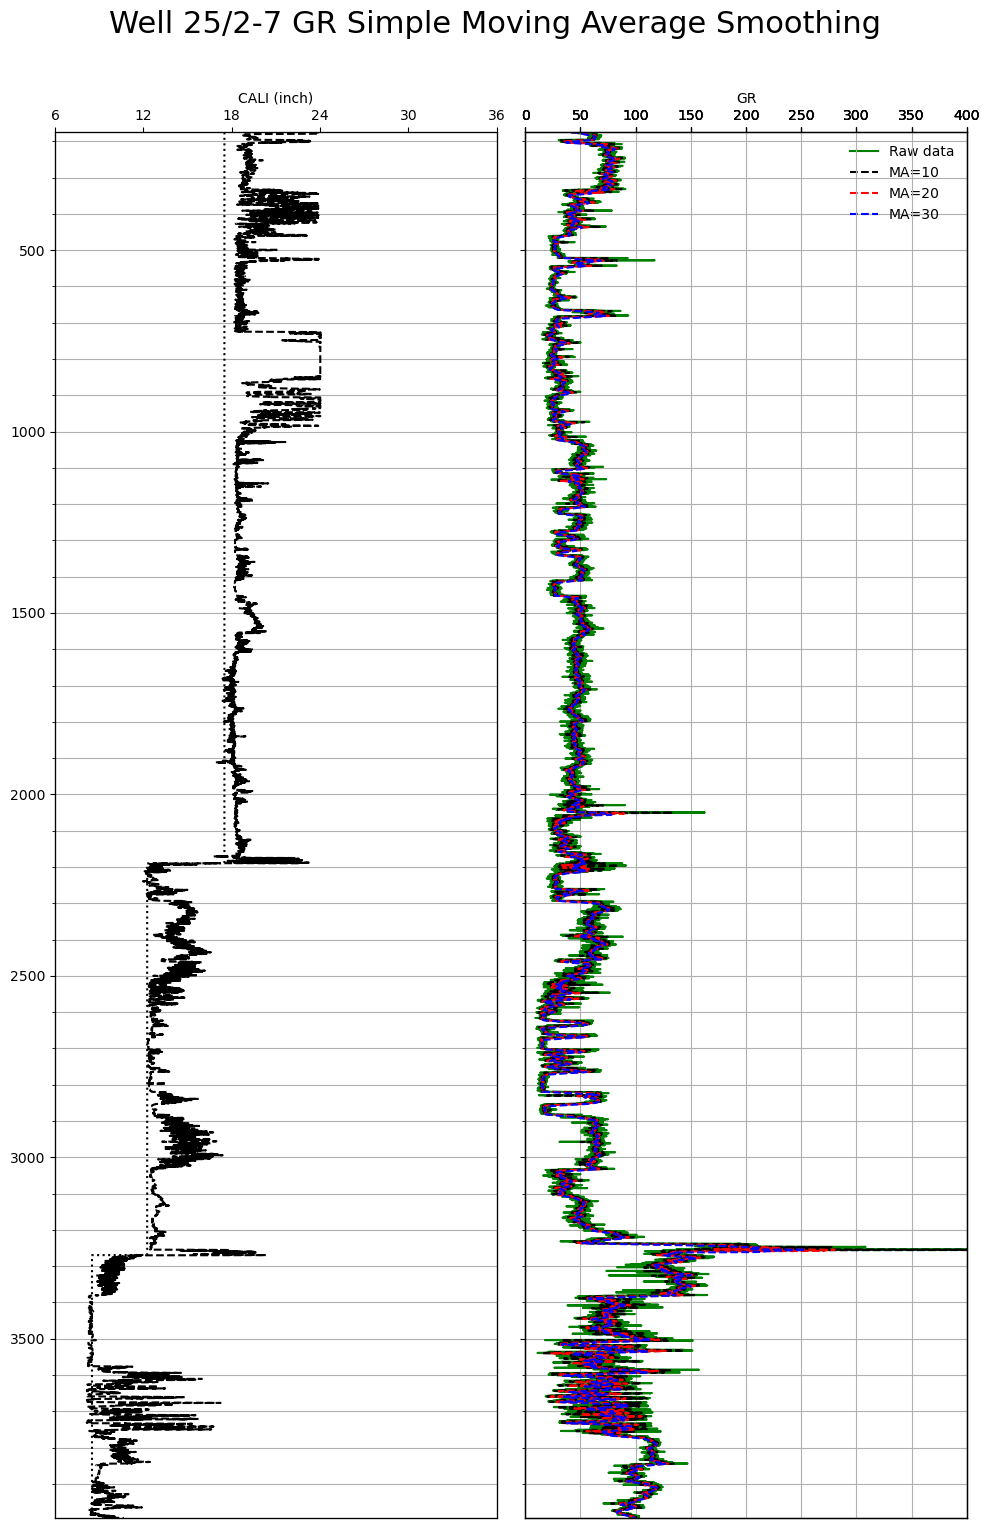 Well 25/2-7 GR Simple Moving Average Smoothing
CALI (inch)
6 12 18 24 30 36
GR
0 50 100 150 200 250 300 350 400
Raw data
MA=10
MA=20
MA=30
500
1000
1500
2000
2500
3000
3500